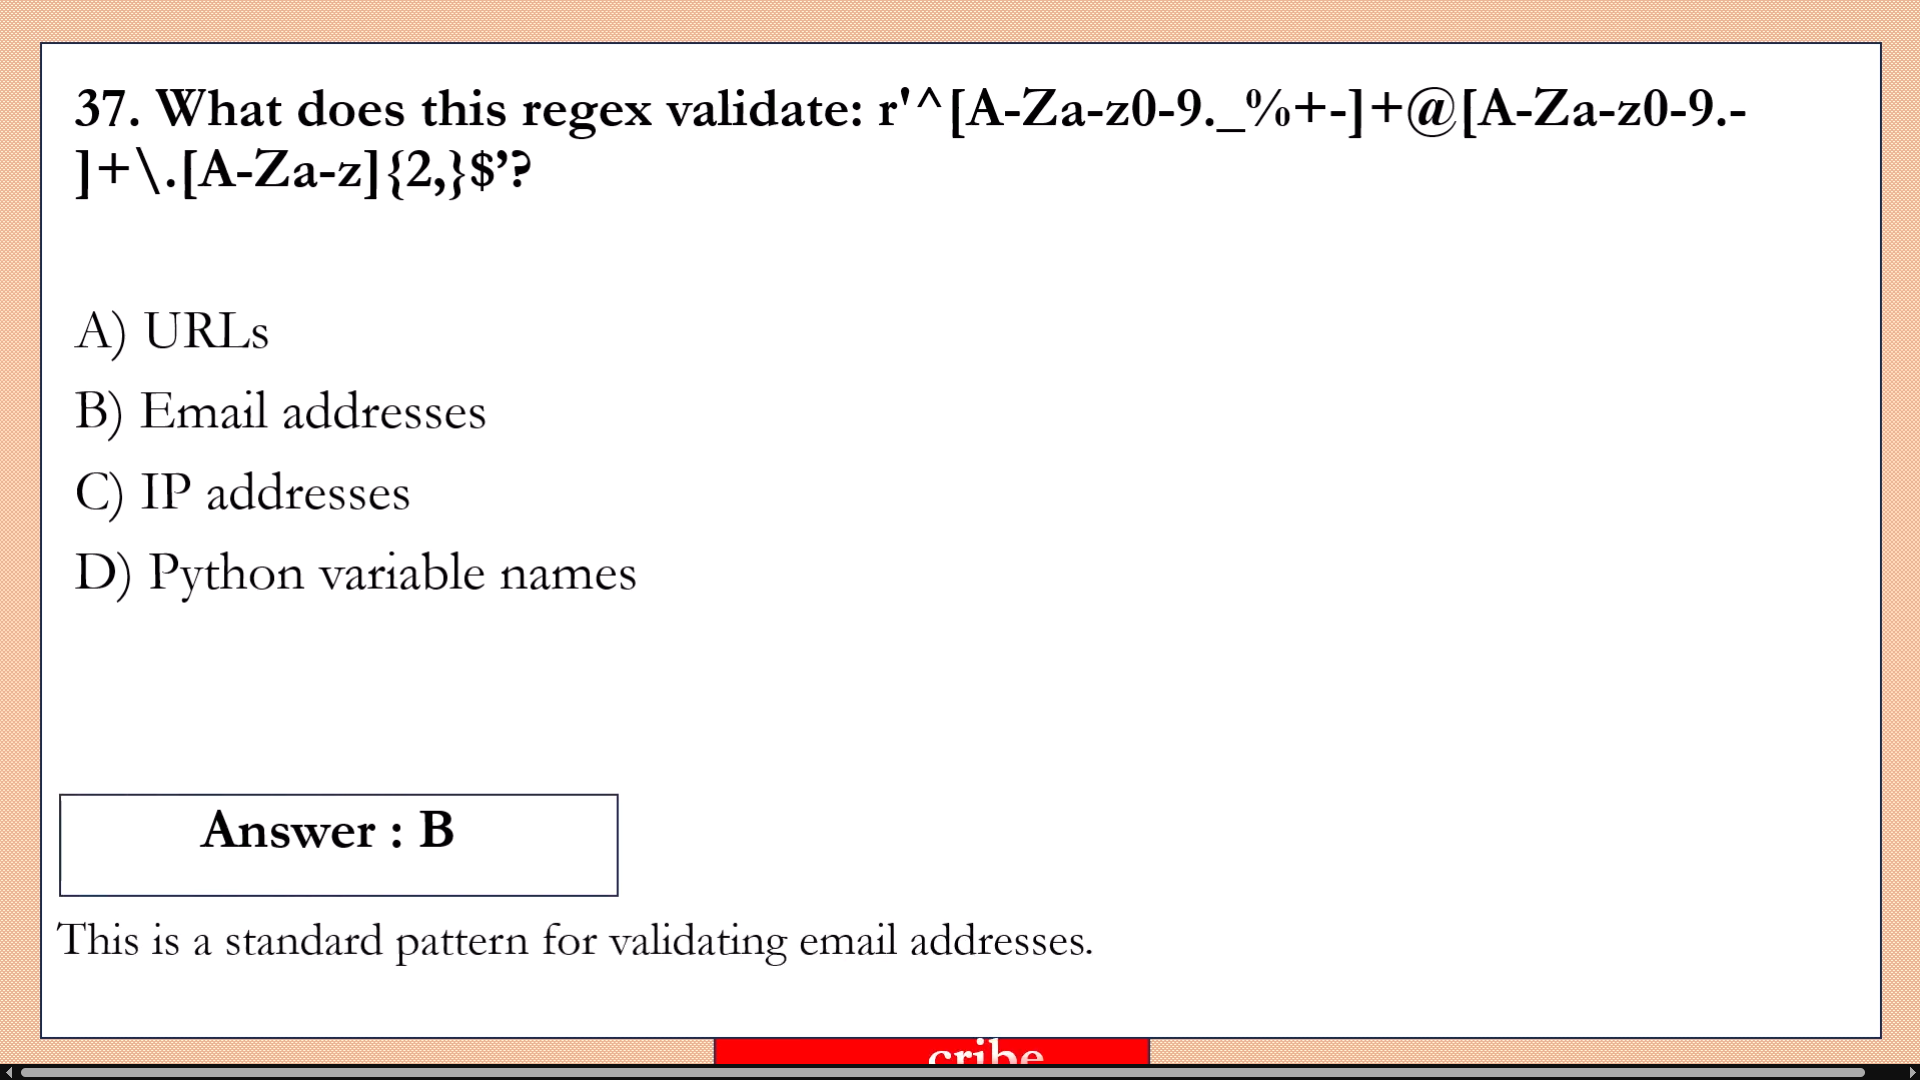 37. What does this regex validate: r'^[A-Za-z0-9._%+-]+@[A-Za-z0-9.-
]+\.[A-Za-z]{2,}$’?
A) URLs
B) Email addresses
C) IP addresses
D) Python variable names
Answer : B
This is a standard pattern for validating email addresses.
cribe